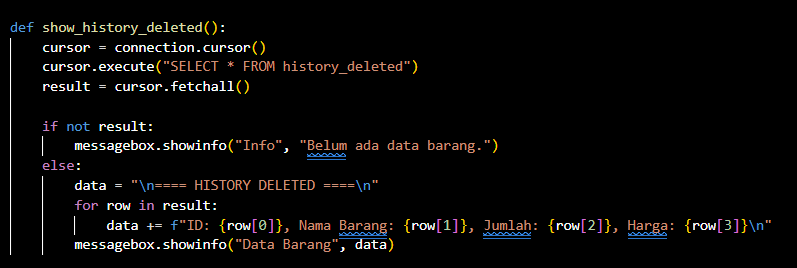 def show_history_deleted():
    cursor = connection.cursor()
    cursor.execute("SELECT * FROM history_deleted")
    result = cursor.fetchall()

    if not result:
        messagebox.showinfo("Info", "Belum ada data barang.")
    else:
        data = "\n==== HISTORY DELETED ====\n"
        for row in result:
            data += f"ID: {row[0]}, Nama Barang: {row[1]}, Jumlah: {row[2]}, Harga: {row[3]}\n"
        messagebox.showinfo("Data Barang", data)